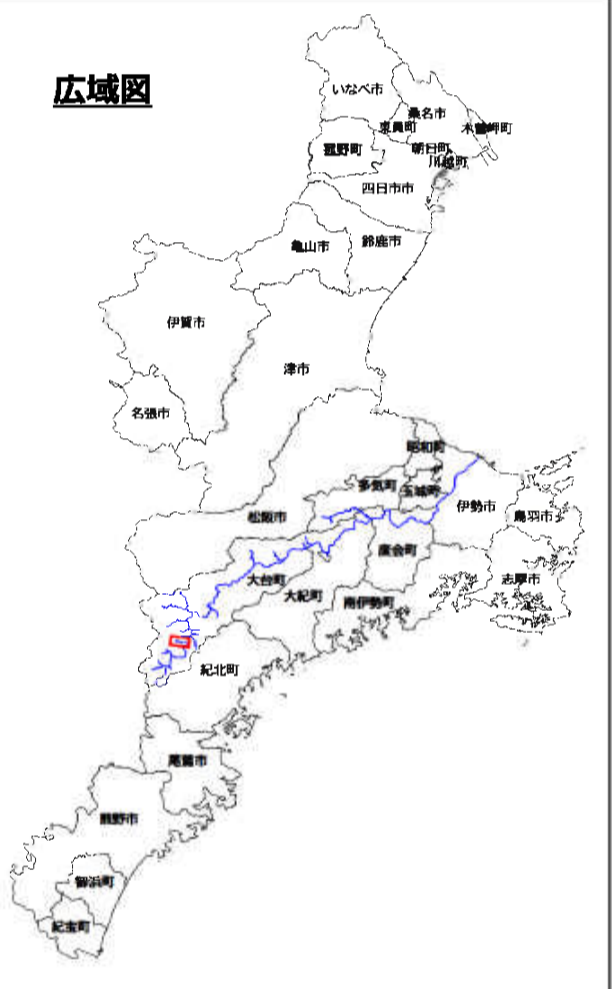 広域図
いなべ市
桑名市
東員町
木曽岬町
菰野町
朝日町
川越町
四日市市
亀山市
鈴鹿市
伊賀市
津市
名張市
明和町
多気町
玉城町
松阪市
伊勢市
鳥羽市
度会町
大台町
志摩市
大紀町
南伊勢町
紀北町
尾鷲市
熊野市
御浜町
紀宝町